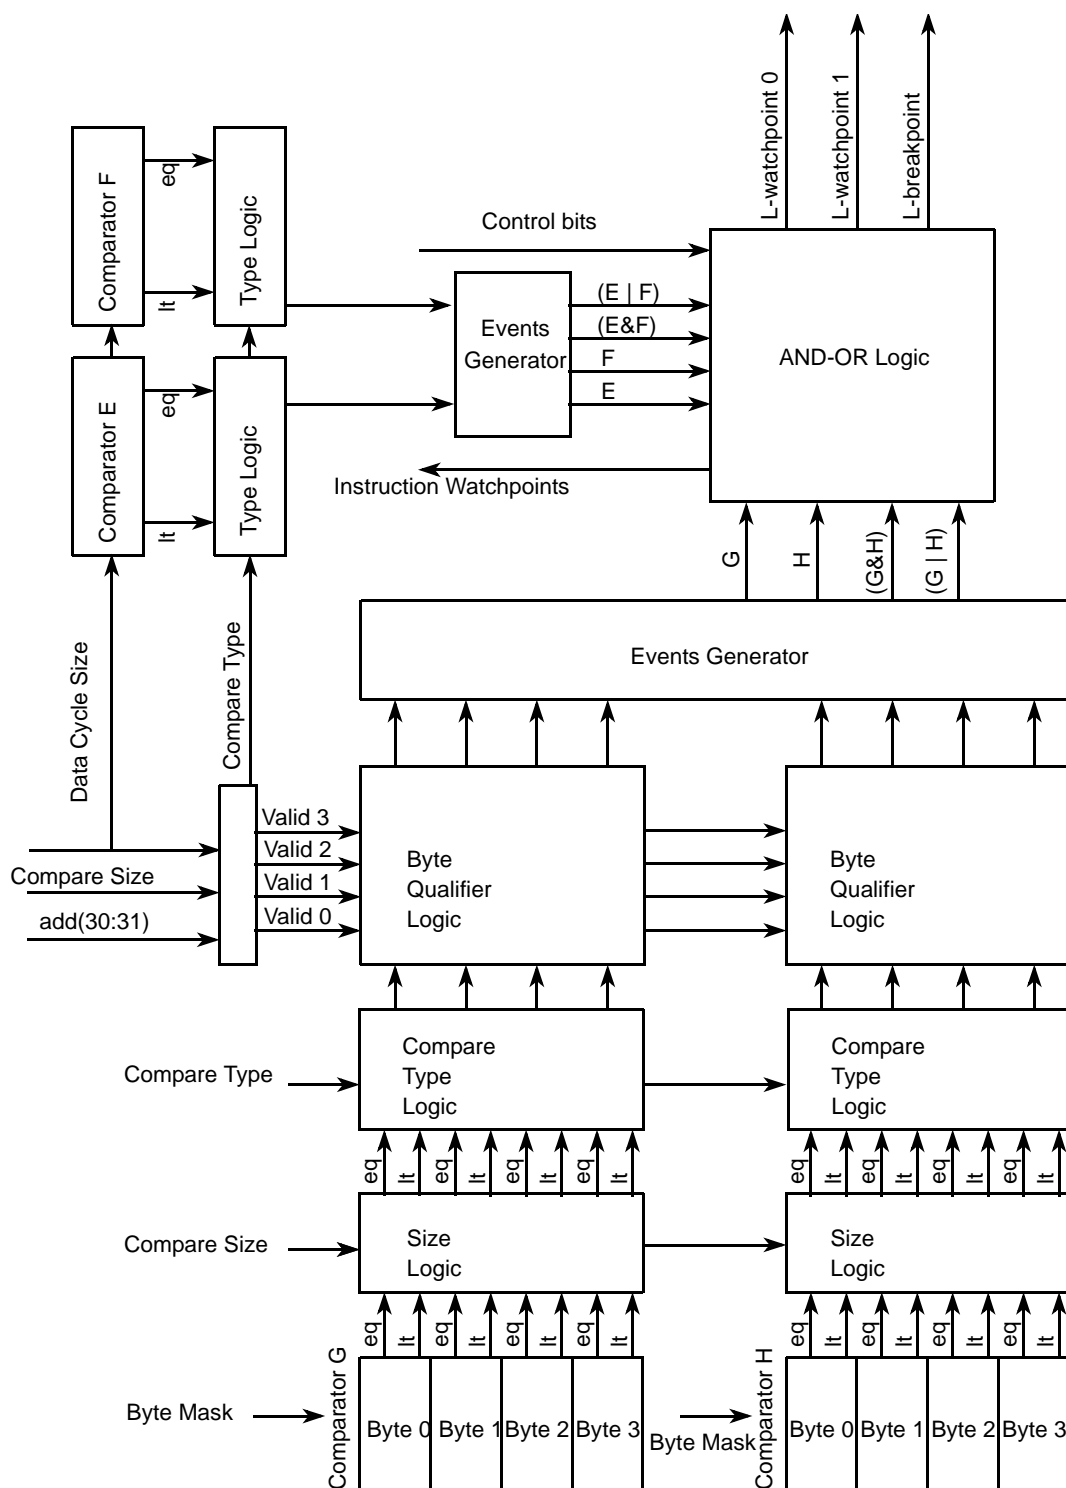 L-watchpoint 0
L-watchpoint 1
L-breakpoint
Comparator F
eq
lt
Type Logic
Control bits
Events
Generator
(E | F)
(E&F)
F
E
AND-OR Logic
Comparator E
eq
lt
Type Logic
Instruction Watchpoints
G
H
(G&H)
(G | H)
Events Generator
Data Cycle Size
Compare Type
Valid 3
Valid 2
Valid 1
Valid 0
Compare Size
add(30:31)
Byte
Qualifier
Logic
Byte
Qualifier
Logic
Compare Type
Compare
Type
Logic
Compare
Type
Logic
eq
lt
eq
lt
eq
lt
eq
lt
eq
lt
eq
lt
eq
lt
eq
lt
Compare Size
Size
Logic
Size
Logic
eq
lt
eq
lt
eq
lt
eq
lt
eq
lt
eq
lt
eq
lt
eq
lt
Byte Mask
Comparator G
Byte 0
Byte 1
Byte 2
Byte 3
Byte Mask
Comparator H
Byte 0
Byte 1
Byte 2
Byte 3